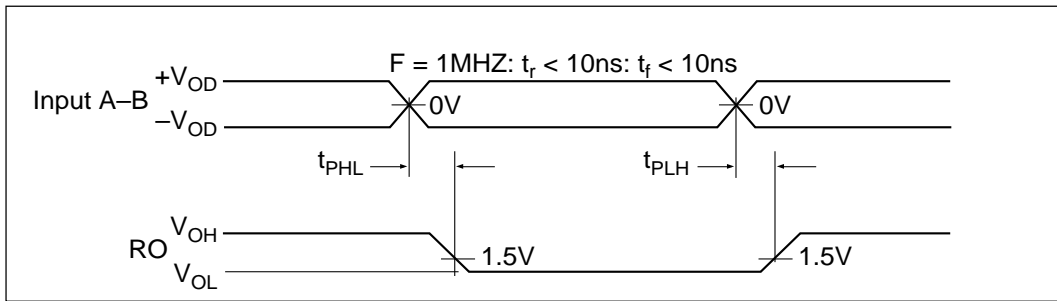 F = 1MHZ: tr < 10ns: tf < 10ns
+VOD
Input A–B
0V
0V
–VOD
tPHL
tPLH
VOH
RO
1.5V
1.5V
VOL